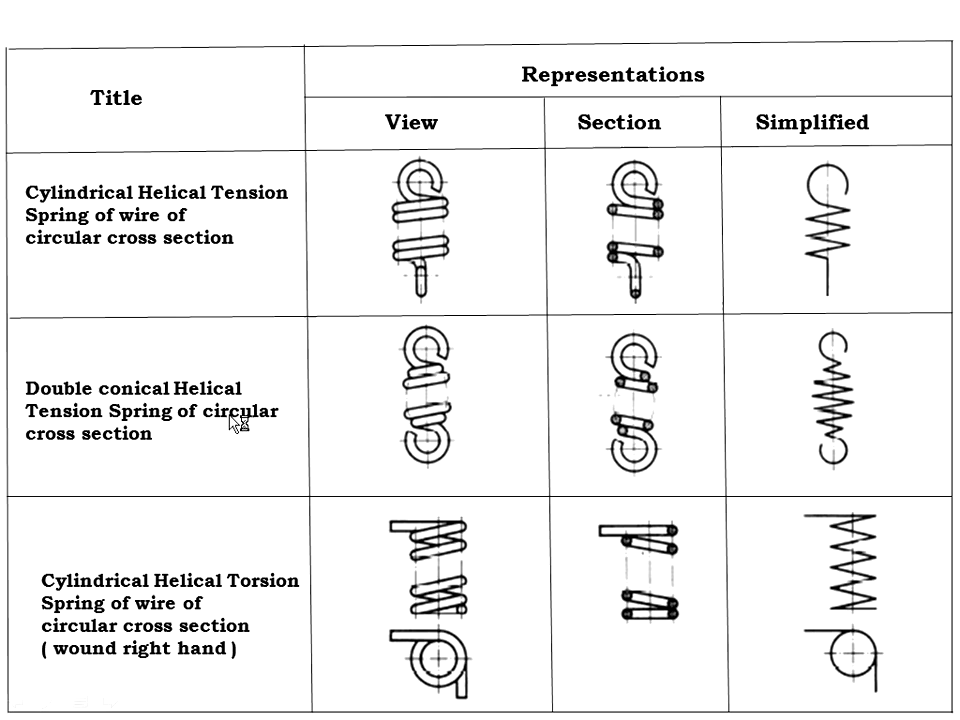 Title
Representations
View
Section
Simplified
Cylindrical Helical Tension
Spring of wire of
circular cross section
Double conical Helical
Tension Spring of circular
cross section
Cylindrical Helical Torsion
Spring of wire of
circular cross section
( wound right hand )